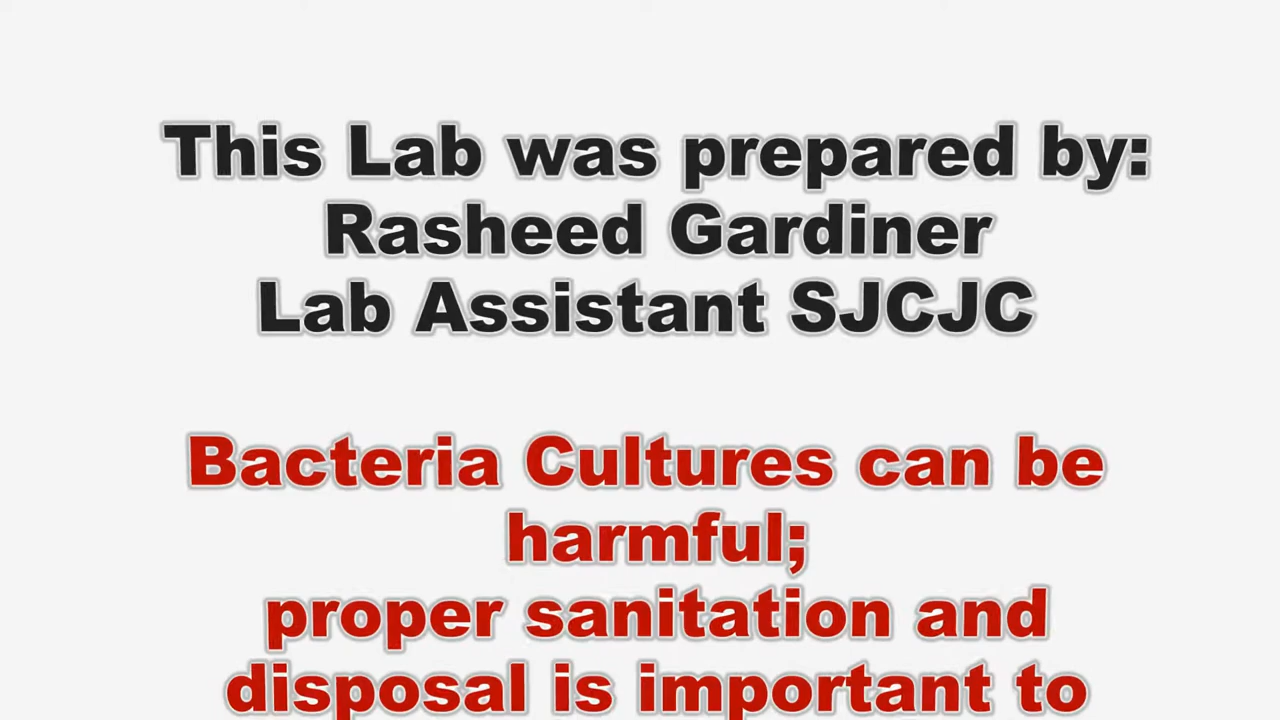 This Lab was prepared by:
Rasheed Gardiner
Lab Assistant SJCJC
Bacteria Cultures can be
harmful;
proper sanitation and
disposal is important to